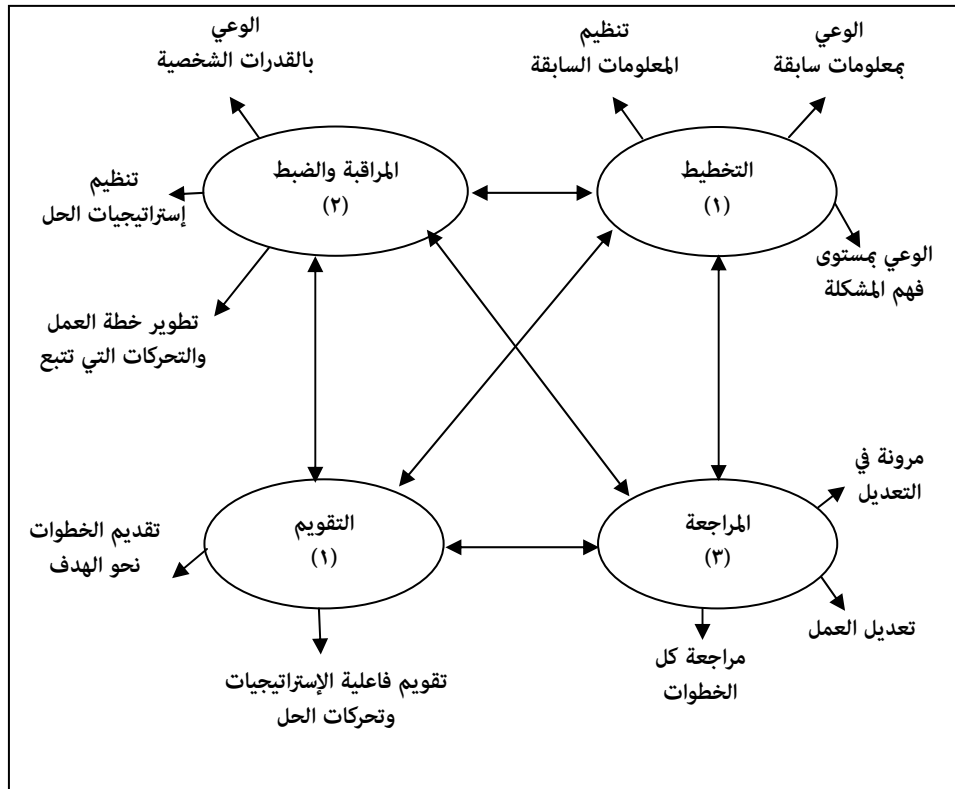 الوعي
بمعلومات سابقة
تنظيم
المعلومات السابقة
الوعي
بالقدرات الشخصية
التخطيط
(١)
المراقبة والضبط
(٢)
تنظيم
إستراتيجيات الحل
الوعي بمستوى
فهم المشكلة
تطوير خطة العمل
والتحركات التي تتبع
مرونة في
التعديل
المراجعة
(٣)
التقويم
(١)
تقديم الخطوات
نحو الهدف
تعديل العمل
مراجعة كل
الخطوات
تقويم فاعلية الإستراتيجيات
وتحركات الحل